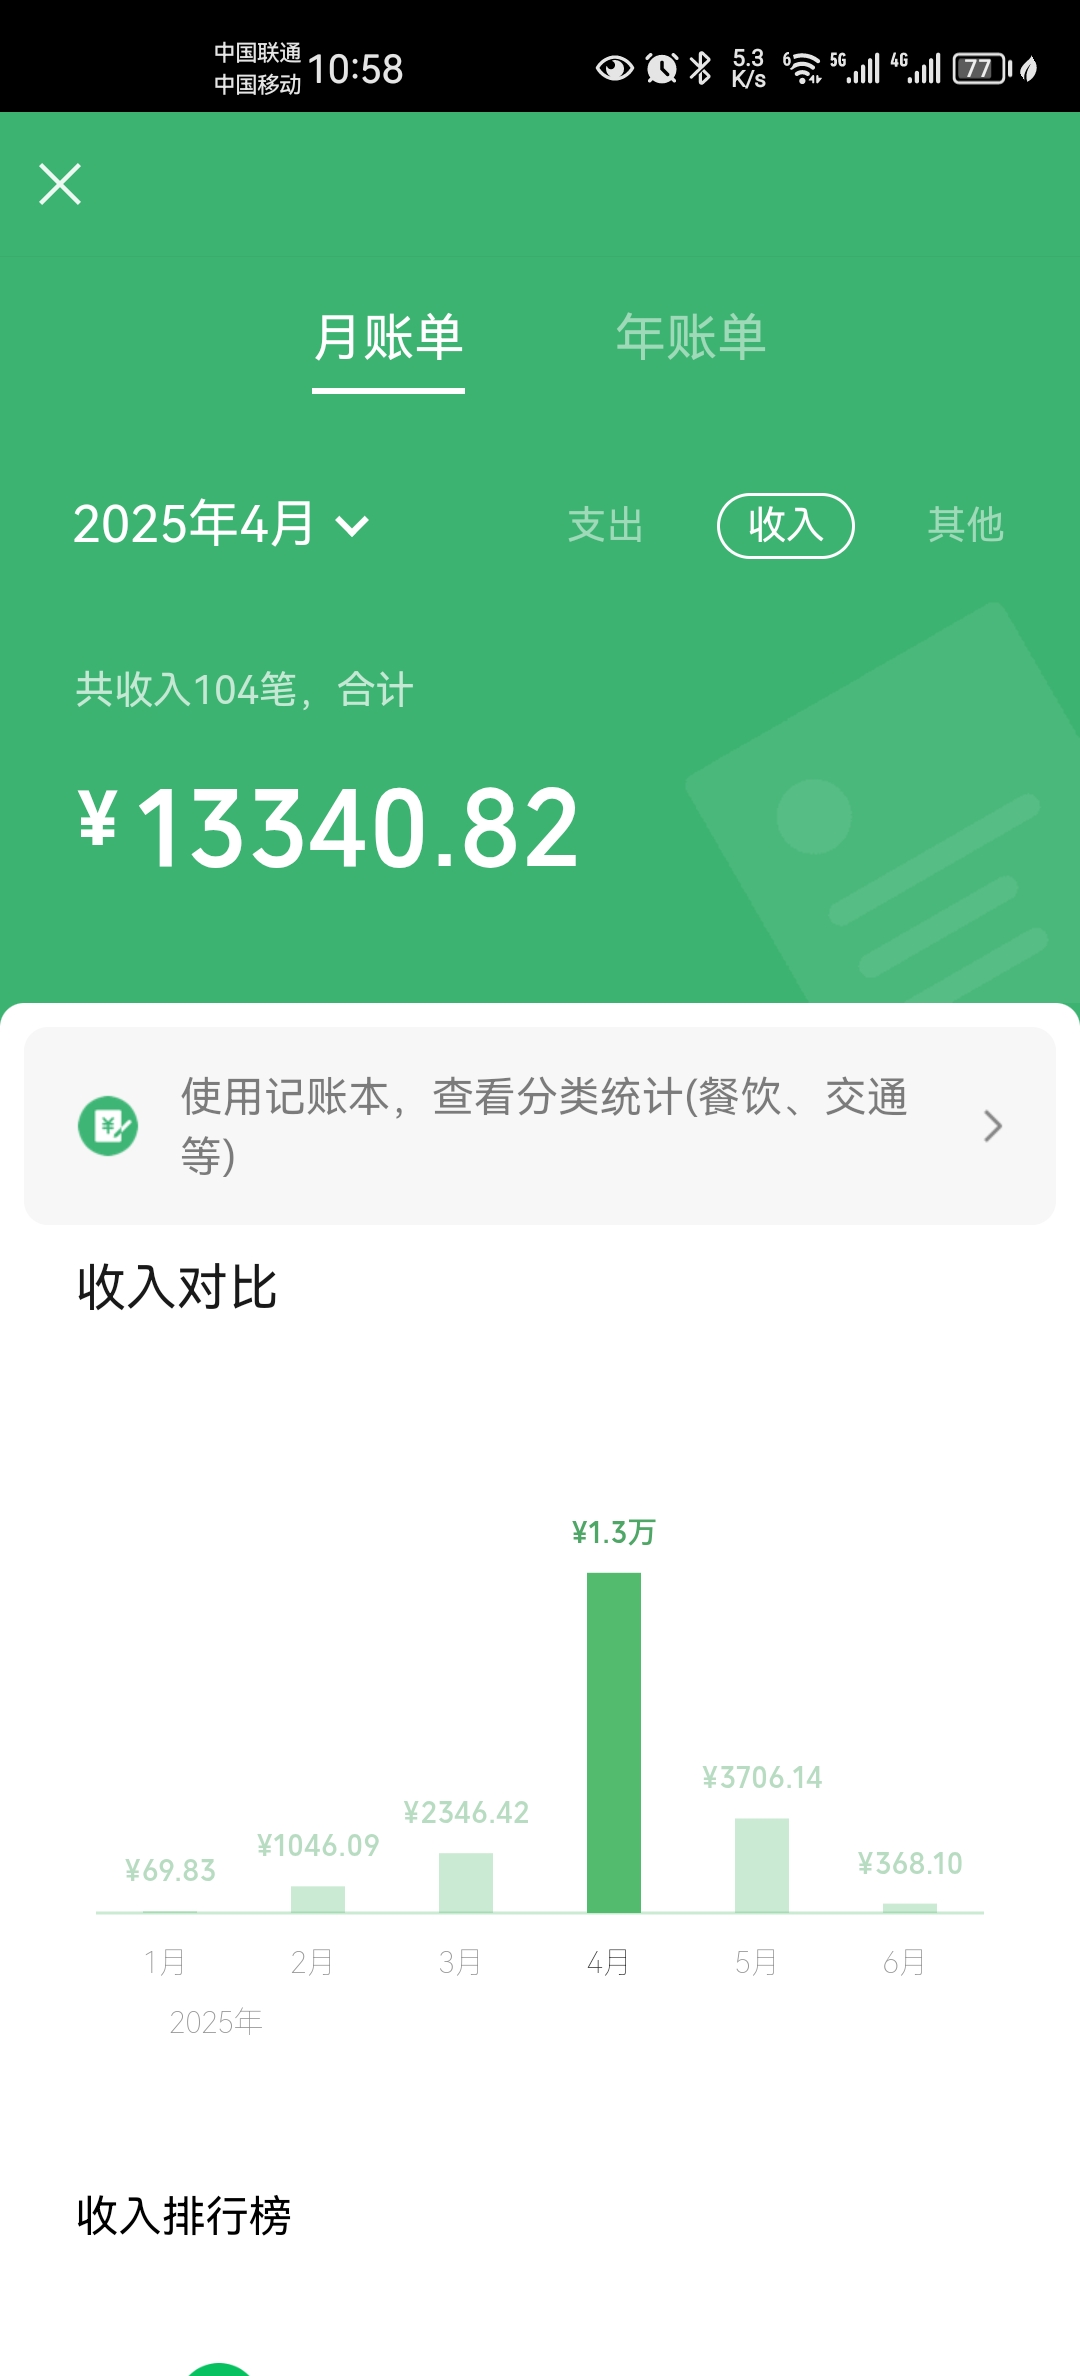 中国联通
中国移动
10:58
5.3
K/s
6
5G
4G
77
月账单 年账单
2025年4月 支出 收入 其他
共收入104笔，合计
¥13340.82
使用记账本，查看分类统计(餐饮、交通
等)
收入对比
¥1.3万
¥3706.14
¥2346.42
¥1046.09
¥368.10
¥69.83
1月 2月 3月 4月 5月 6月
2025年
收入排行榜